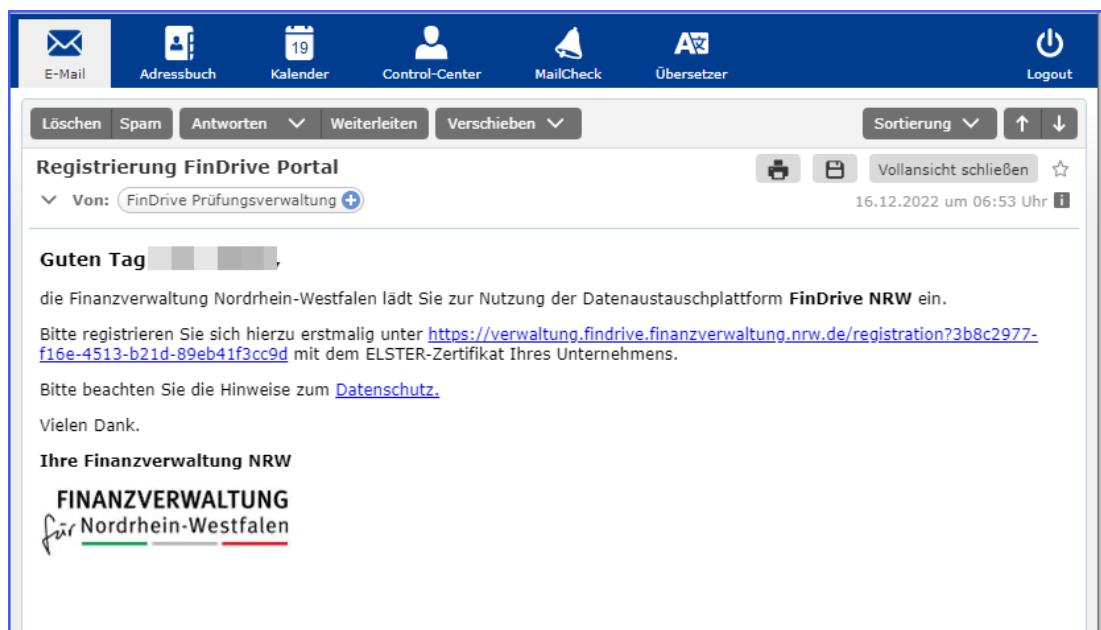 E-Mail Adressbuch 19 Kalender Control-Center MailCheck Übersetzer Logout
Löschen Spam Antworten Weiterleiten Verschieben Sortierung
Registrierung FinDrive Portal Vollansicht schließen
Von: FinDrive Prüfungsverwaltung 16.12.2022 um 06:53 Uhr
Guten Tag ,
die Finanzverwaltung Nordrhein-Westfalen lädt Sie zur Nutzung der Datenaustauschplattform FinDrive NRW ein.
Bitte registrieren Sie sich hierzu erstmalig unter https://verwaltung.findrive.finanzverwaltung.nrw.de/registration?3b8c2977-
f16e-4513-b21d-89eb41f3cc9d mit dem ELSTER-Zertifikat Ihres Unternehmens.
Bitte beachten Sie die Hinweise zum Datenschutz.
Vielen Dank.
Ihre Finanzverwaltung NRW
FINANZVERWALTUNG
für Nordrhein-Westfalen